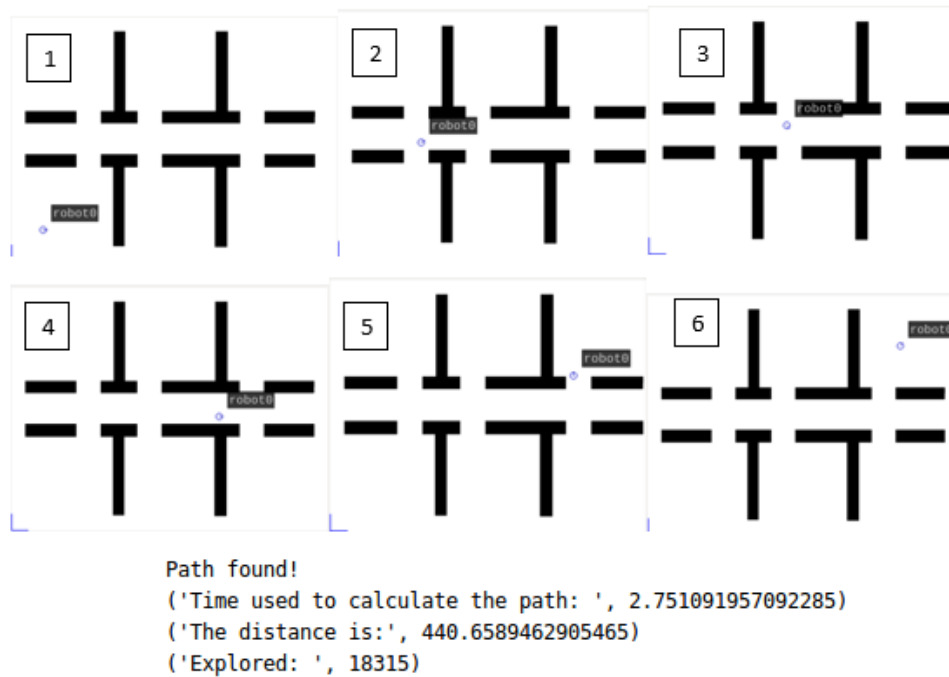 1
2
3
robot0
robot0
robot0
4
5
6
robot0
robot0
robot0
Path found!
('Time used to calculate the path: ', 2.751091957092285)
('The distance is:', 440.6589462905465)
('Explored: ', 18315)